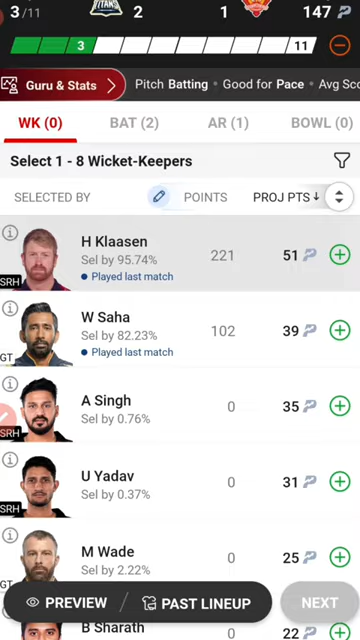 3/11
TITANS
2
1
147
3
11
Guru & Stats
Pitch Batting • Good for Pace • Avg Sco
WK (0)
BAT (2)
AR (1)
BOWL (0)
Select 1 - 8 Wicket-Keepers
SELECTED BY
POINTS
PROJ PTS
H Klaasen
Sel by 95.74%
221
51
Played last match
SRH
W Saha
Sel by 82.23%
102
39
Played last match
GT
A Singh
Sel by 0.76%
0
35
SRH
U Yadav
Sel by 0.37%
0
31
SRH
M Wade
Sel by 2.22%
0
25
GT
PREVIEW
PAST LINEUP
NEXT
B Sharath
0
22